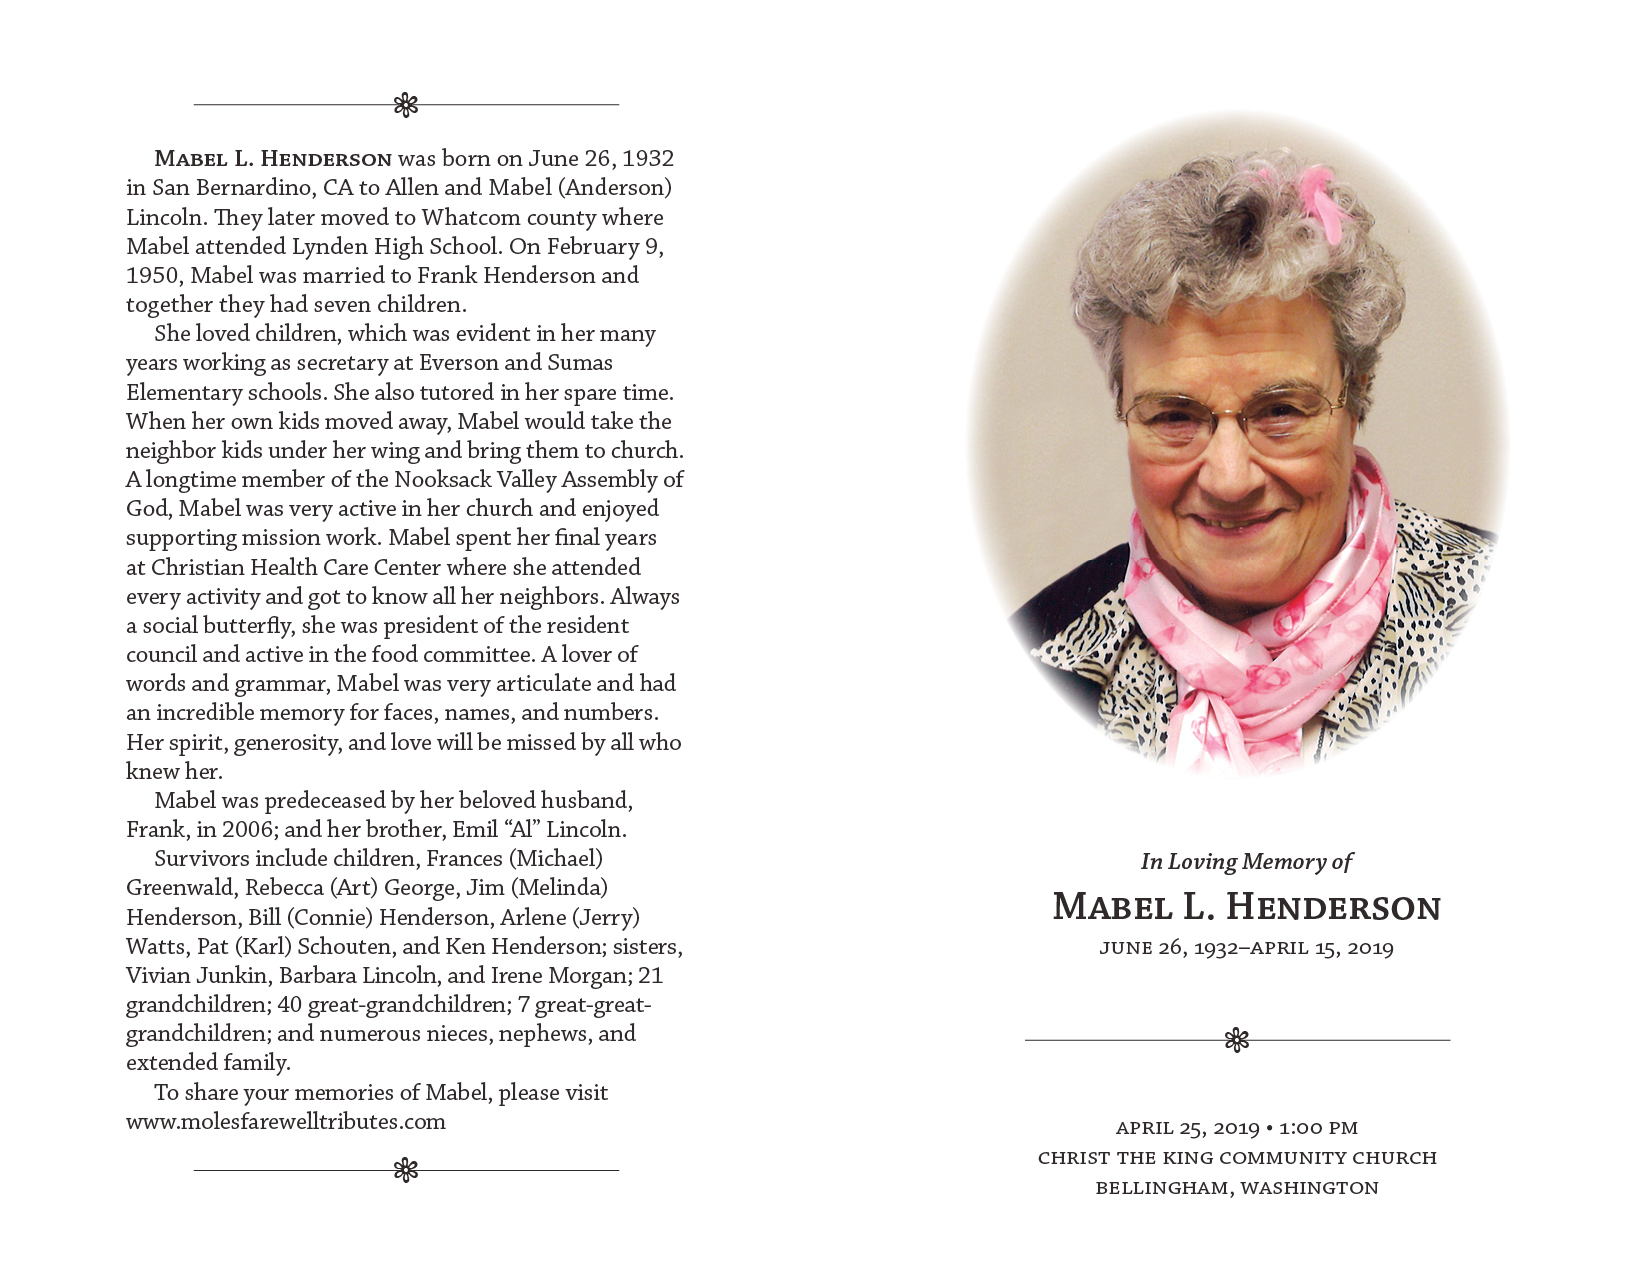 Mabel L. Henderson was born on June 26, 1932
in San Bernardino, CA to Allen and Mabel (Anderson)
Lincoln. They later moved to Whatcom county where
Mabel attended Lynden High School. On February 9,
1950, Mabel was married to Frank Henderson and
together they had seven children.
She loved children, which was evident in her many
years working as secretary at Everson and Sumas
Elementary schools. She also tutored in her spare time.
When her own kids moved away, Mabel would take the
neighbor kids under her wing and bring them to church.
A longtime member of the Nooksack Valley Assembly of
God, Mabel was very active in her church and enjoyed
supporting mission work. Mabel spent her final years
at Christian Health Care Center where she attended
every activity and got to know all her neighbors. Always
a social butterfly, she was president of the resident
council and active in the food committee. A lover of
words and grammar, Mabel was very articulate and had
an incredible memory for faces, names, and numbers.
Her spirit, generosity, and love will be missed by all who
knew her.
Mabel was predeceased by her beloved husband,
Frank, in 2006; and her brother, Emil “Al” Lincoln.
Survivors include children, Frances (Michael)
Greenwald, Rebecca (Art) George, Jim (Melinda)
Henderson, Bill (Connie) Henderson, Arlene (Jerry)
Watts, Pat (Karl) Schouten, and Ken Henderson; sisters,
Vivian Junkin, Barbara Lincoln, and Irene Morgan; 21
grandchildren; 40 great-grandchildren; 7 great-great-
grandchildren; and numerous nieces, nephews, and
extended family.
To share your memories of Mabel, please visit
www.molesfarewelltributes.com
In Loving Memory of
Mabel L. Henderson
June 26, 1932–April 15, 2019
April 25, 2019 • 1:00 pm
Christ the King Community Church
Bellingham, Washington